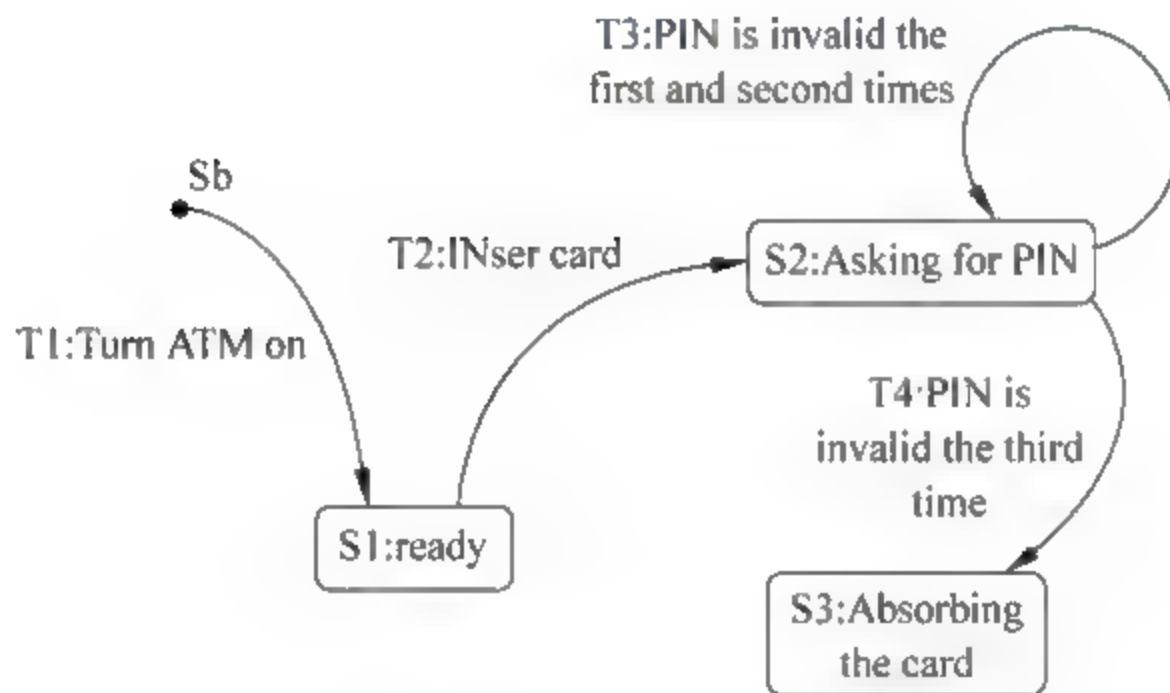 T3:PIN is invalid the
first and second times
Sb
T2:INser card
S2:Asking for PIN
T1:Turn ATM on
T4:PIN is
invalid the third
time
S1:ready
S3:Absorbing
the card